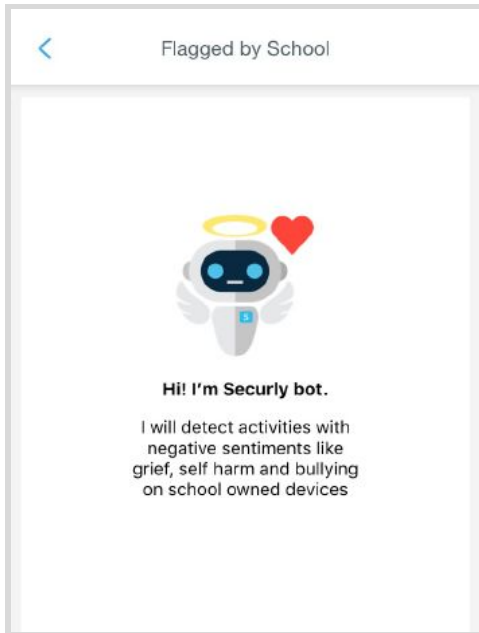 Flagged by School
S
Hi! I'm Securly bot.
I will detect activities with
negative sentiments like
grief, self harm and bullying
on school owned devices